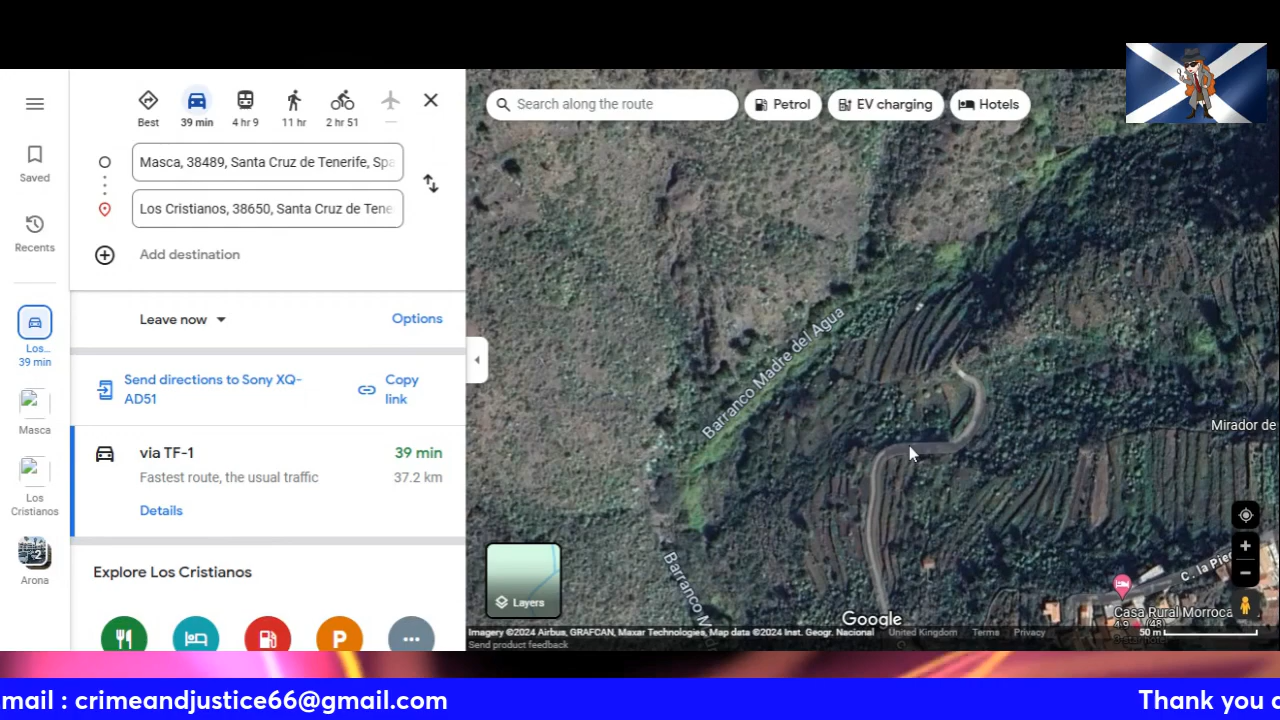 Best
39 min
4 hr 9
11 hr
2 hr 51
—
Masca, 38489, Santa Cruz de Tenerife, Spa
Los Cristianos, 38650, Santa Cruz de Tene
Add destination
Saved
Recents
Los...
39 min
Masca
Los
Cristianos
Arona
Leave now
Options
Send directions to Sony XQ-
AD51
Copy
link
via TF-1
39 min
Fastest route, the usual traffic
37.2 km
Details
Explore Los Cristianos
P
Search along the route
Petrol
EV charging
Hotels
Barranco Madre del Agua
Barranco M
Mirador de
C. la Pie
Casa Rural Morroca
4.9
(48)
Layers
Google
Imagery ©2024 Airbus, GRAFCAN, Maxar Technologies, Map data ©2024 Inst. Geogr. Nacional
United Kingdom
Terms
Privacy
50 m
Send product feedback
mail : crimeandjustice66@gmail.com
Thank you